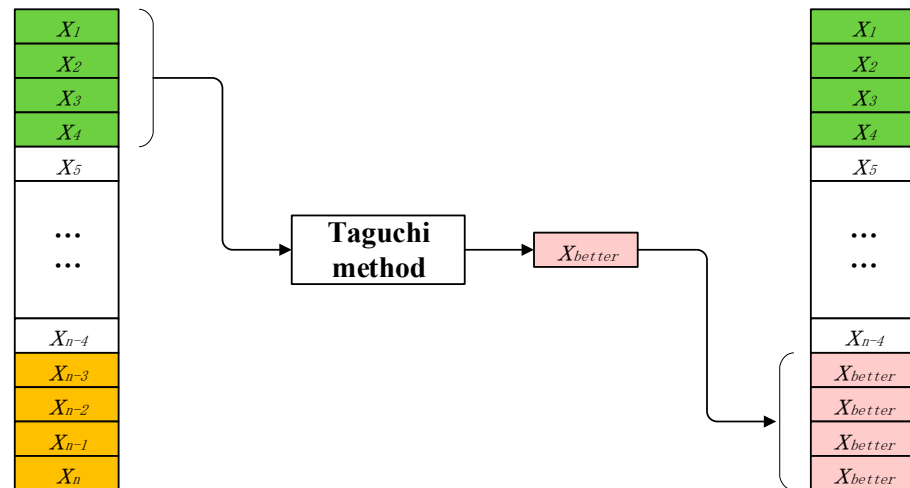 X1
X2
X3
X4
X5
...
...
Xn-4
Xn-3
Xn-2
Xn-1
Xn
Taguchi
method
Xbetter
X1
X2
X3
X4
X5
...
...
Xn-4
Xbetter
Xbetter
Xbetter
Xbetter